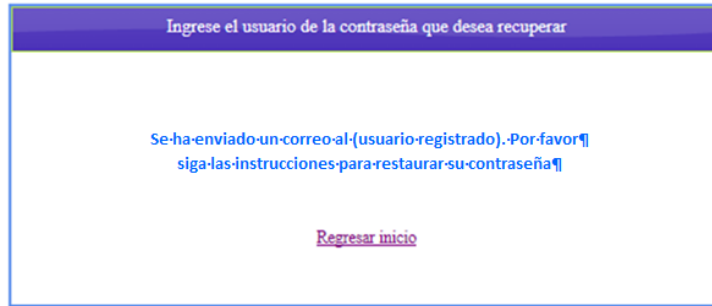 Ingrese el usuario de la contraseña que desea recuperar
Se·ha·enviado·un·correo·al·(usuario·registrado).·Por·favor¶
siga·las·instrucciones·para·restaurar·su·contraseña¶
Regresar inicio